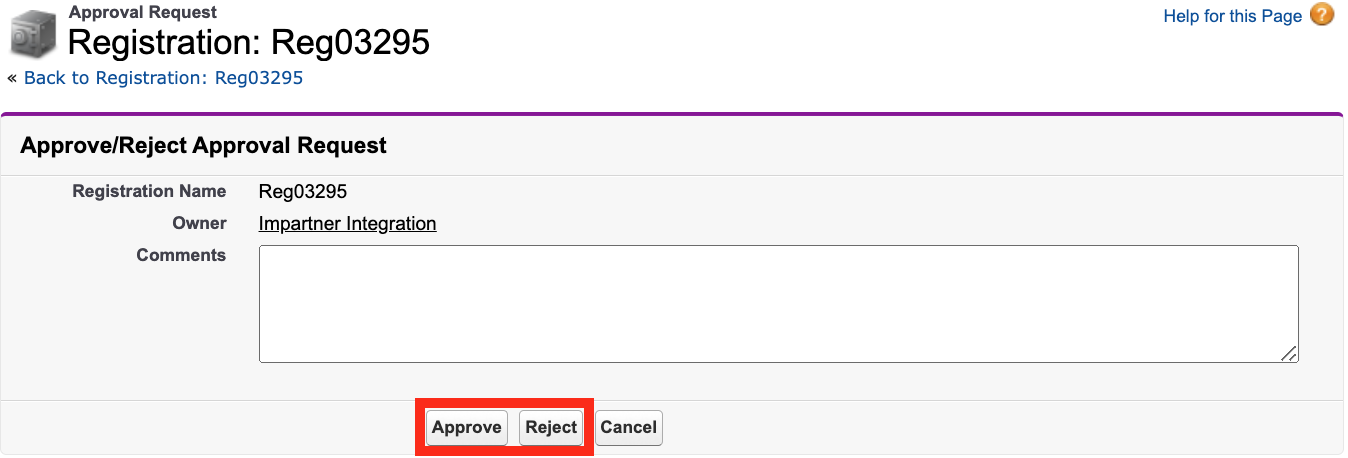 Approval Request
Registration: Reg03295
Help for this Page ?
« Back to Registration: Reg03295
Approve/Reject Approval Request
Registration Name Reg03295
Owner Impartner Integration
Comments
Approve Reject Cancel